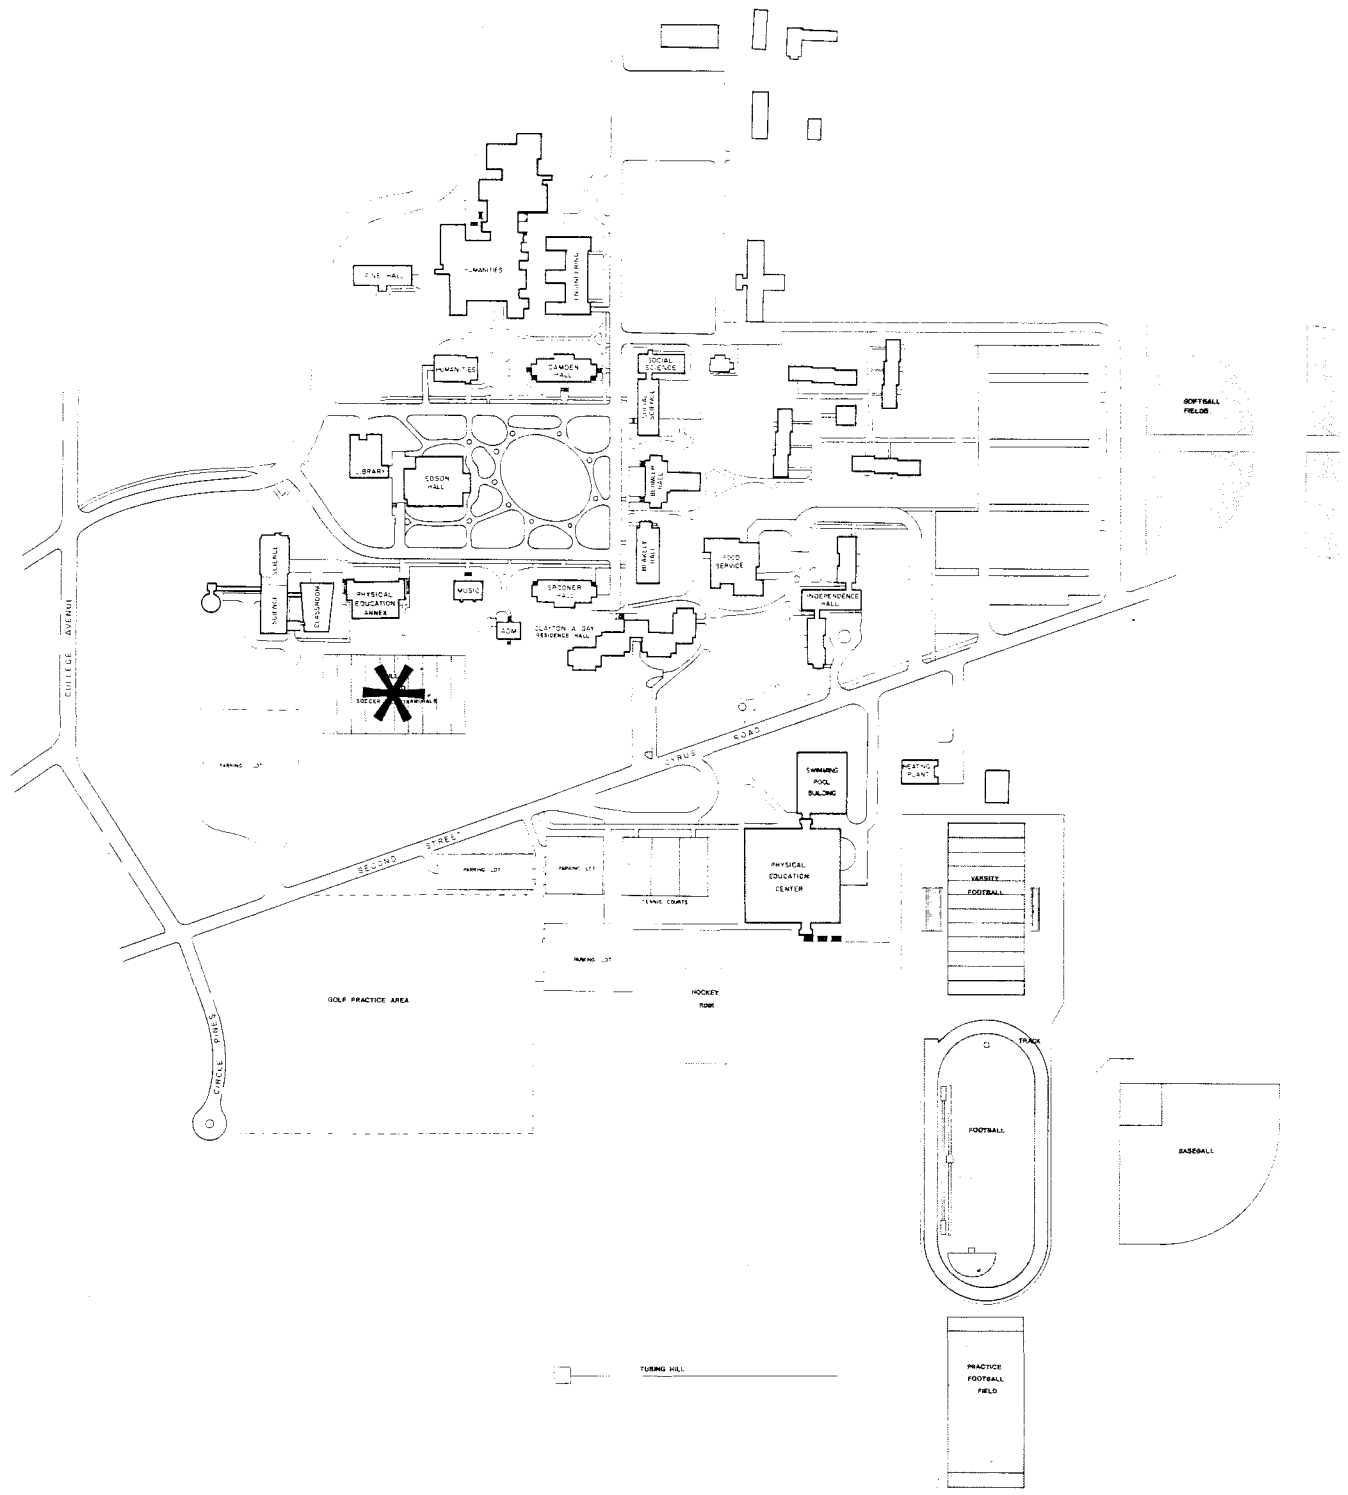 PINE HALL
HUMANITIES
ENGINEERING
HUMANITIES
CAMDEN
HALL
SOCIAL
SCIENCE
SOCIAL
SCIENCE
SOFTBALL
FIELDS
LIBRARY
EDSON
HALL
BEHMLER
HALL
SCIENCE
SCIENCE
CLASSROOM
PHYSICAL
EDUCATION
ANNEX
MUSIC
SPOONER
HALL
BLAKELY
HALL
FOOD
SERVICE
INDEPENDENCE
HALL
ADM
CLAYTON A GAY
RESIDENCE HALL
COLLEGE AVENUE
SOCCER
PARKING LOT
CYRUS ROAD
SWIMMING
POOL
BUILDING
HEATING
PLANT
SECOND STREET
PARKING LOT
PARKING LOT
TENNIS COURTS
PHYSICAL
EDUCATION
CENTER
VARSITY
FOOTBALL
PARKING LOT
GOLF PRACTICE AREA
HOCKEY
RINK
CIRCLE PINES
TRACK
FOOTBALL
BASEBALL
TUBING HILL
PRACTICE
FOOTBALL
FIELD